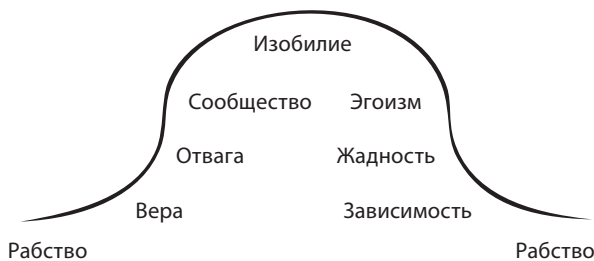 Изобилие
Сообщество Эгоизм
Отвага Жадность
Вера Зависимость
Рабство Рабство